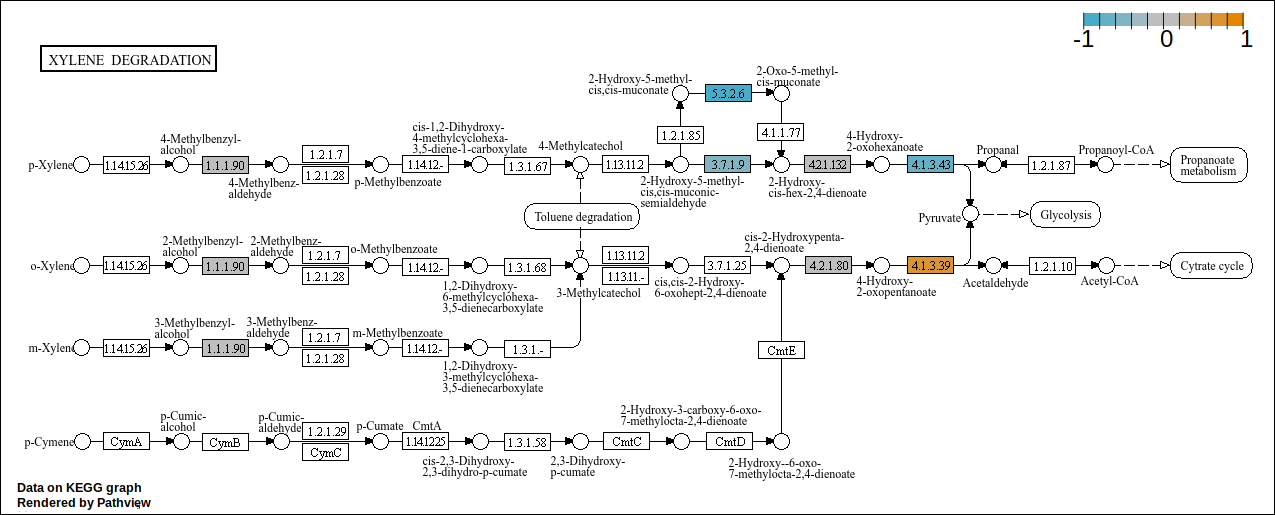 -1 0 1
XYLENE DEGRADATION
2-Hydroxy-5-methyl-
cis,cis-muconate
5.3.2.6
2-Oxo-5-methyl-
cis-muconate
cis-1,2-Dihydroxy-
4-methylcyclohexa-
3,5-diene-1-carboxylate
4-Methylbenzyl-
alcohol
4-Methylcatechol
1.2.1.85
4.1.1.77
4-Hydroxy-
2-oxohexanoate
Propanal
Propanoyl-CoA
p-Xylene
1.14.15.26
1.1.1.90
1.2.1.7
1.2.1.28
1.14.12.-
1.3.1.67
1.13.11.2
3.7.1.9
4.2.1.132
4.1.3.43
1.2.1.87
Propanoate
metabolism
4-Methylbenz-
aldehyde
p-Methylbenzoate
2-Hydroxy-5-methyl-
cis,cis-muconic-
semialdehyde
2-Hydroxy-
cis-hex-2,4-dienoate
Toluene degradation
Pyruvate
Glycolysis
2-Methylbenzyl-
alcohol
2-Methylbenz-
aldehyde
o-Methylbenzoate
cis-2-Hydroxypenta-
2,4-dienoate
o-Xylene
1.14.15.26
1.1.1.90
1.2.1.7
1.2.1.28
1.14.12.-
1.3.1.68
1.13.11.2
1.13.11.-
3.7.1.25
4.2.1.80
4.1.3.39
1.2.1.10
Cytrate cycle
1,2-Dihydroxy-
6-methylcyclohexa-
3,5-dienecarboxylate
3-Methylcatechol
cis,cis-2-Hydroxy-
6-oxohept-2,4-dienoate
4-Hydroxy-
2-oxopentanoate
Acetaldehyde
Acetyl-CoA
3-Methylbenzyl-
alcohol
3-Methylbenz-
aldehyde
m-Methylbenzoate
m-Xylene
1.14.15.26
1.1.1.90
1.2.1.7
1.2.1.28
1.14.12.-
1.3.1.-
CmtE
1,2-Dihydroxy-
3-methylcyclohexa-
3,5-dienecarboxylate
p-Cumic-
alcohol
p-Cumic-
aldehyde
p-Cumate
CmtA
2-Hydroxy-3-carboxy-6-oxo-
7-methylocta-2,4-dienoate
p-Cymene
CymA
CymB
1.2.1.29
CymC
1.14.12.25
1.3.1.58
CmtC
CmtD
cis-2,3-Dihydroxy-
2,3-dihydro-p-cumate
2,3-Dihydroxy-
p-cumate
2-Hydroxy--6-oxo-
7-methylocta-2,4-dienoate
Data on KEGG graph
Rendered by Pathview